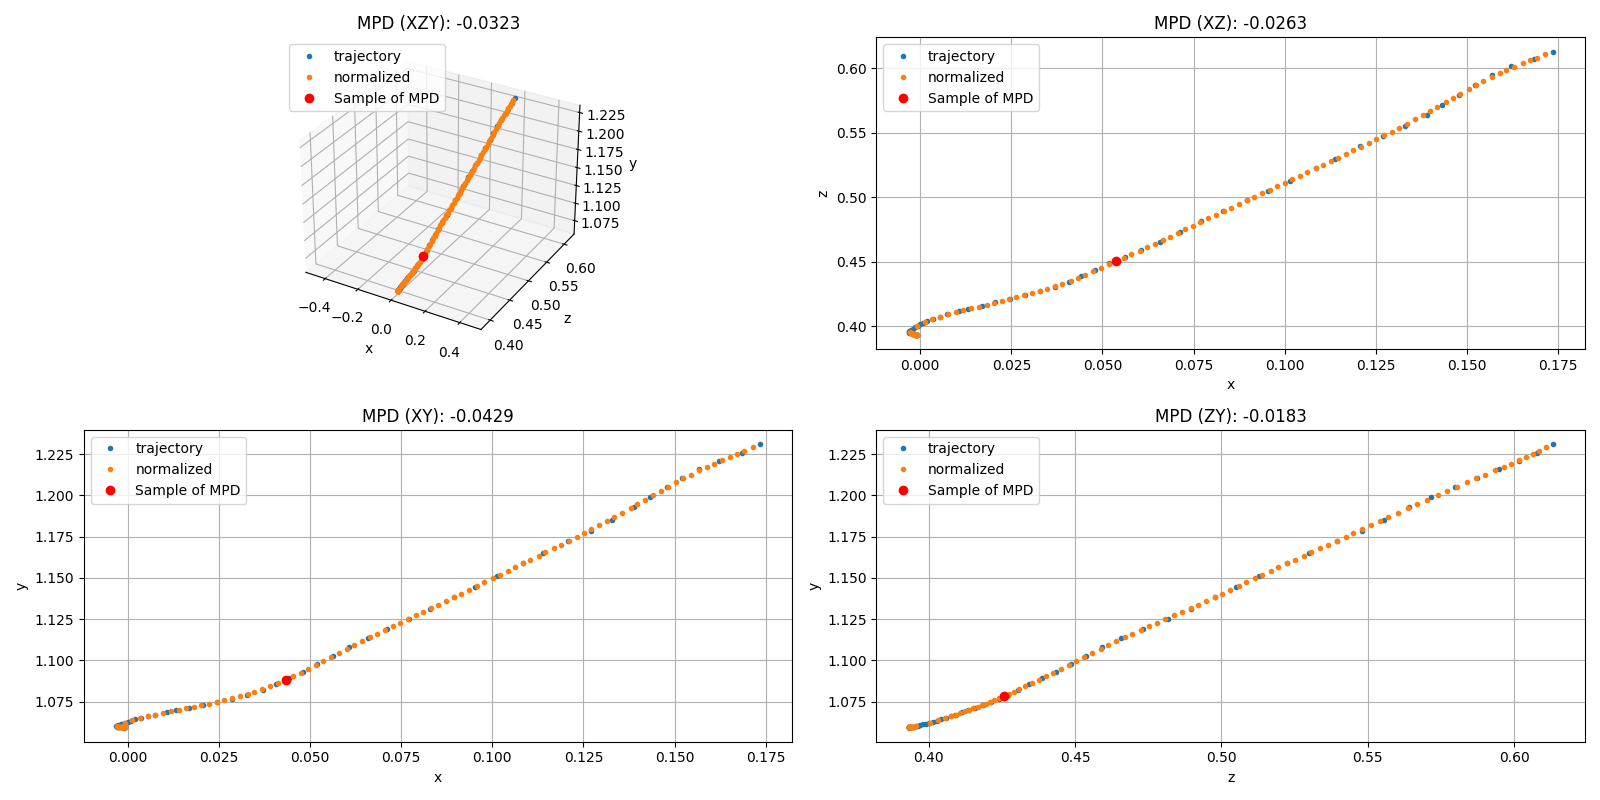 MPD (XZY): -0.0323
trajectory
normalized
Sample of MPD
1.225
1.200
1.175
1.150
1.125
1.100
1.075
y
0.60
0.55
0.50
0.45
0.40
z
−0.4
−0.2
0.0
0.2
0.4
x
MPD (XZ): -0.0263
trajectory
normalized
Sample of MPD
0.60
0.55
0.50
0.45
0.40
z
0.000 0.025 0.050 0.075 0.100 0.125 0.150 0.175
x
MPD (XY): -0.0429
trajectory
normalized
Sample of MPD
1.225
1.200
1.175
1.150
1.125
1.100
1.075
y
0.000 0.025 0.050 0.075 0.100 0.125 0.150 0.175
x
MPD (ZY): -0.0183
trajectory
normalized
Sample of MPD
1.225
1.200
1.175
1.150
1.125
1.100
1.075
y
0.40 0.45 0.50 0.55 0.60
z